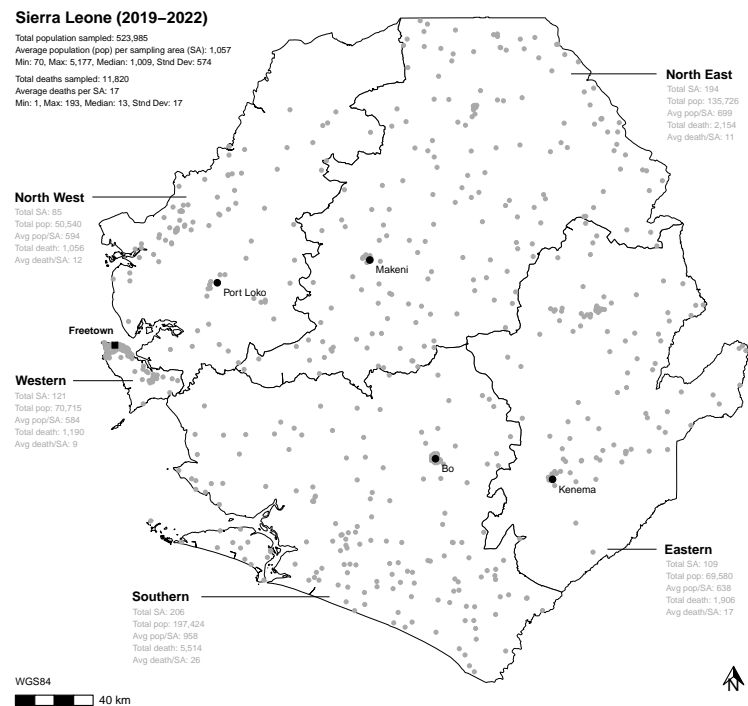 Sierra Leone (2019–2022)
Total population sampled: 523,985
Average population (pop) per sampling area (SA): 1,057
Min: 70, Max: 5,177, Median: 1,009, Stnd Dev: 574
Total deaths sampled: 11,820
Average deaths per SA: 17
Min: 1, Max: 193, Median: 13, Stnd Dev: 17
North East
Total SA: 194
Total pop: 135,726
Avg pop/SA: 699
Total death: 2,154
Avg death/SA: 11
North West
Total SA: 85
Total pop: 50,540
Avg pop/SA: 594
Total death: 1,056
Avg death/SA: 12
Makeni
Port Loko
Freetown
Western
Total SA: 121
Total pop: 70,715
Avg pop/SA: 584
Total death: 1,190
Avg death/SA: 9
Bo
Kenema
Eastern
Total SA: 109
Total pop: 69,580
Avg pop/SA: 638
Total death: 1,906
Avg death/SA: 17
Southern
Total SA: 206
Total pop: 197,424
Avg pop/SA: 958
Total death: 5,514
Avg death/SA: 26
WGS84
40 km
N